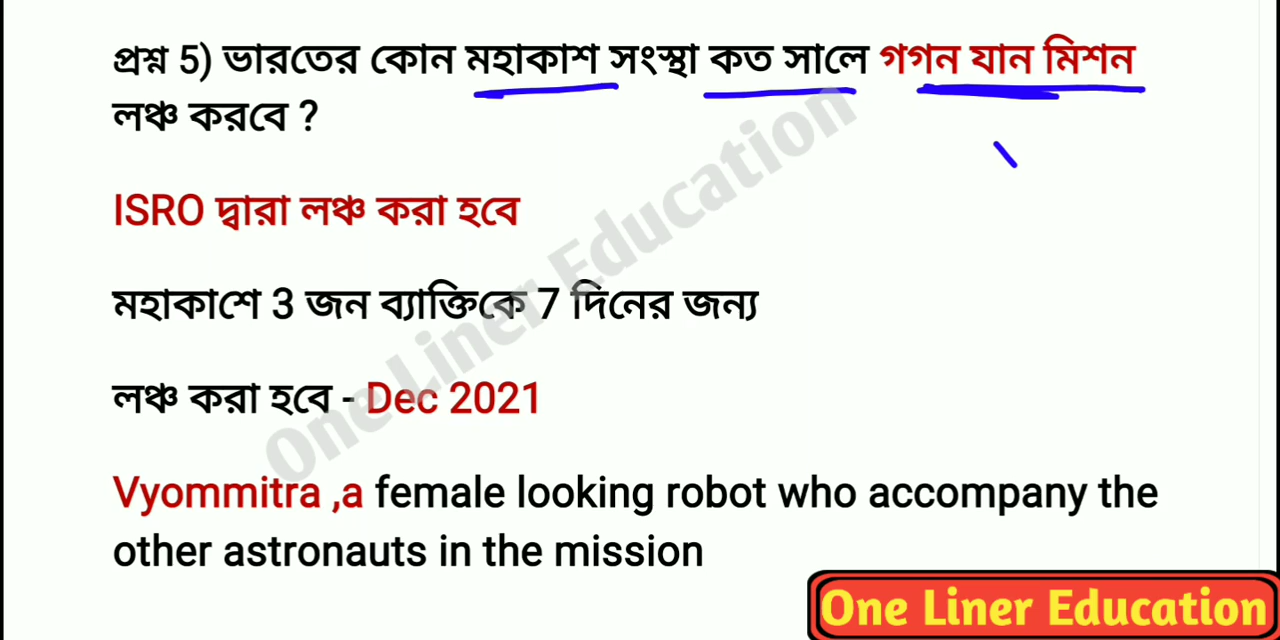 প্রশ্ন 5) ভারতের কোন মহাকাশ সংস্থা কত সালে গগন যান মিশন
লঞ্চ করবে ?
ISRO দ্বারা লঞ্চ করা হবে
মহাকাশে 3 জন ব্যাক্তিকে 7 দিনের জন্য
লঞ্চ করা হবে - Dec 2021
Vyommitra ,a female looking robot who accompany the
other astronauts in the mission
One Liner Education
One Liner Education